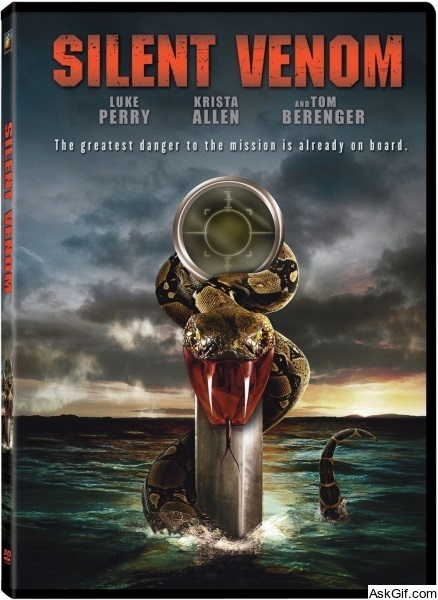 SILENT VENOM
LUKE PERRY
KRISTA ALLEN
AND TOM BERENGER
The greatest danger to the mission is already on board.
SILENT VENOM
DVD
AskGif.com